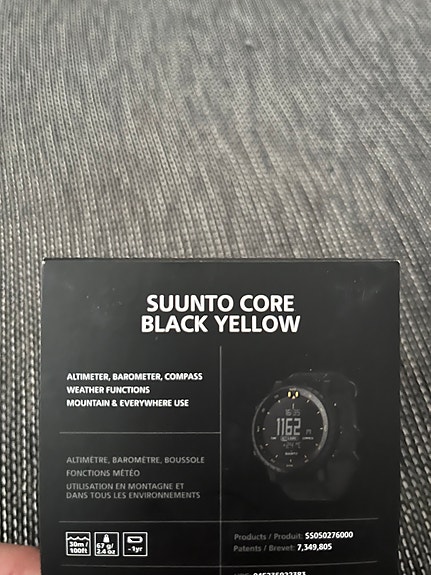 SUUNTO CORE
BLACK YELLOW
ALTIMETER, BAROMETER, COMPASS
WEATHER FUNCTIONS
MOUNTAIN & EVERYWHERE USE
ALTIMÈTRE, BAROMÈTRE, BOUSSOLE
FONCTIONS MÉTÉO
UTILISATION EN MONTAGNE ET
DANS TOUS LES ENVIRONNEMENTS
1162
SUUNTO
30m /
100ft
67 g/
2.4 oz
~1yr
Products / Produit: SS050276000
Patents / Brevet: 7,349,805